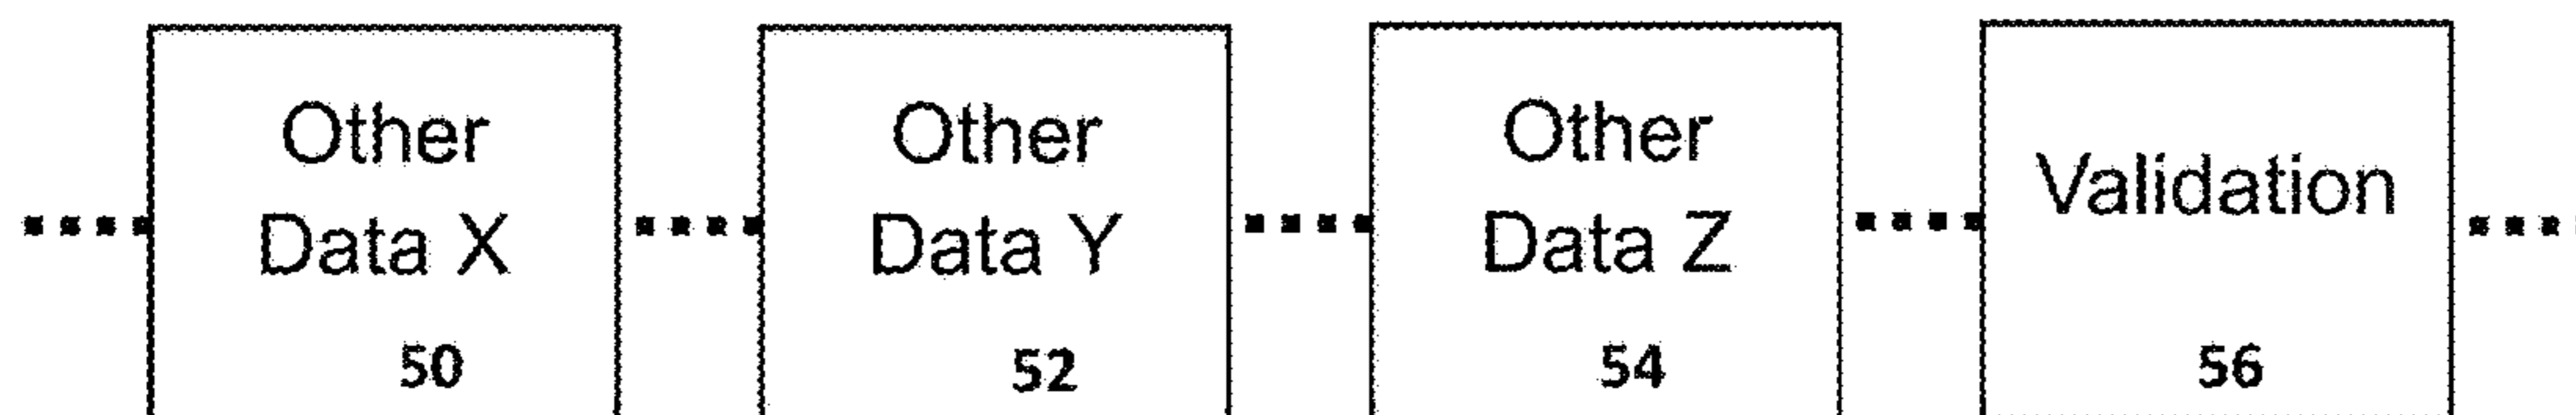 Other
Data X
50
Other
Data Y
52
Other
Data Z
54
Validation
56